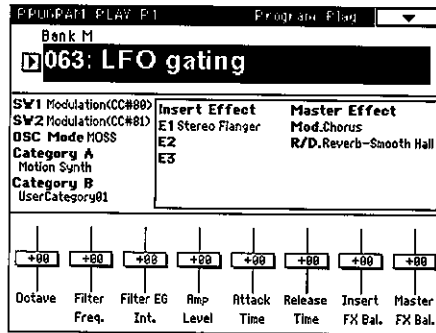 PROGRAM PLAY P1 Program Play
Bank M
063: LFO gating
SW1 Modulation(CC#80)
SW2 Modulation(CC#81)
OSC Mode MOSS
Category A
Motion Synth
Category B
UserCategory01
Insert Effect
E1 Stereo Flanger
E2
E3
Master Effect
Mod.Chorus
R/D.Reverb-Smooth Hall
+00 +00 +00 +00 +00 +00 +00 +00
Octave Filter Filter EG Amp Attack Release Insert Master
Freq. Int. Level Time Time FX Bal. FX Bal.